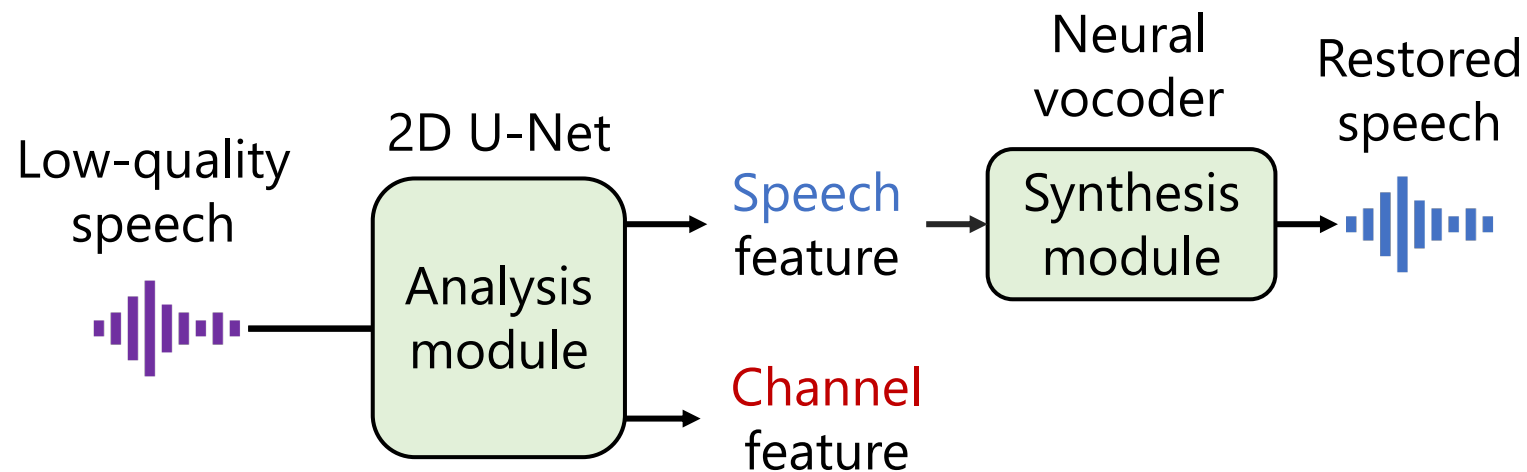 Low-quality
speech
2D U-Net
Analysis
module
Speech
feature
Channel
feature
Neural
vocoder
Synthesis
module
Restored
speech